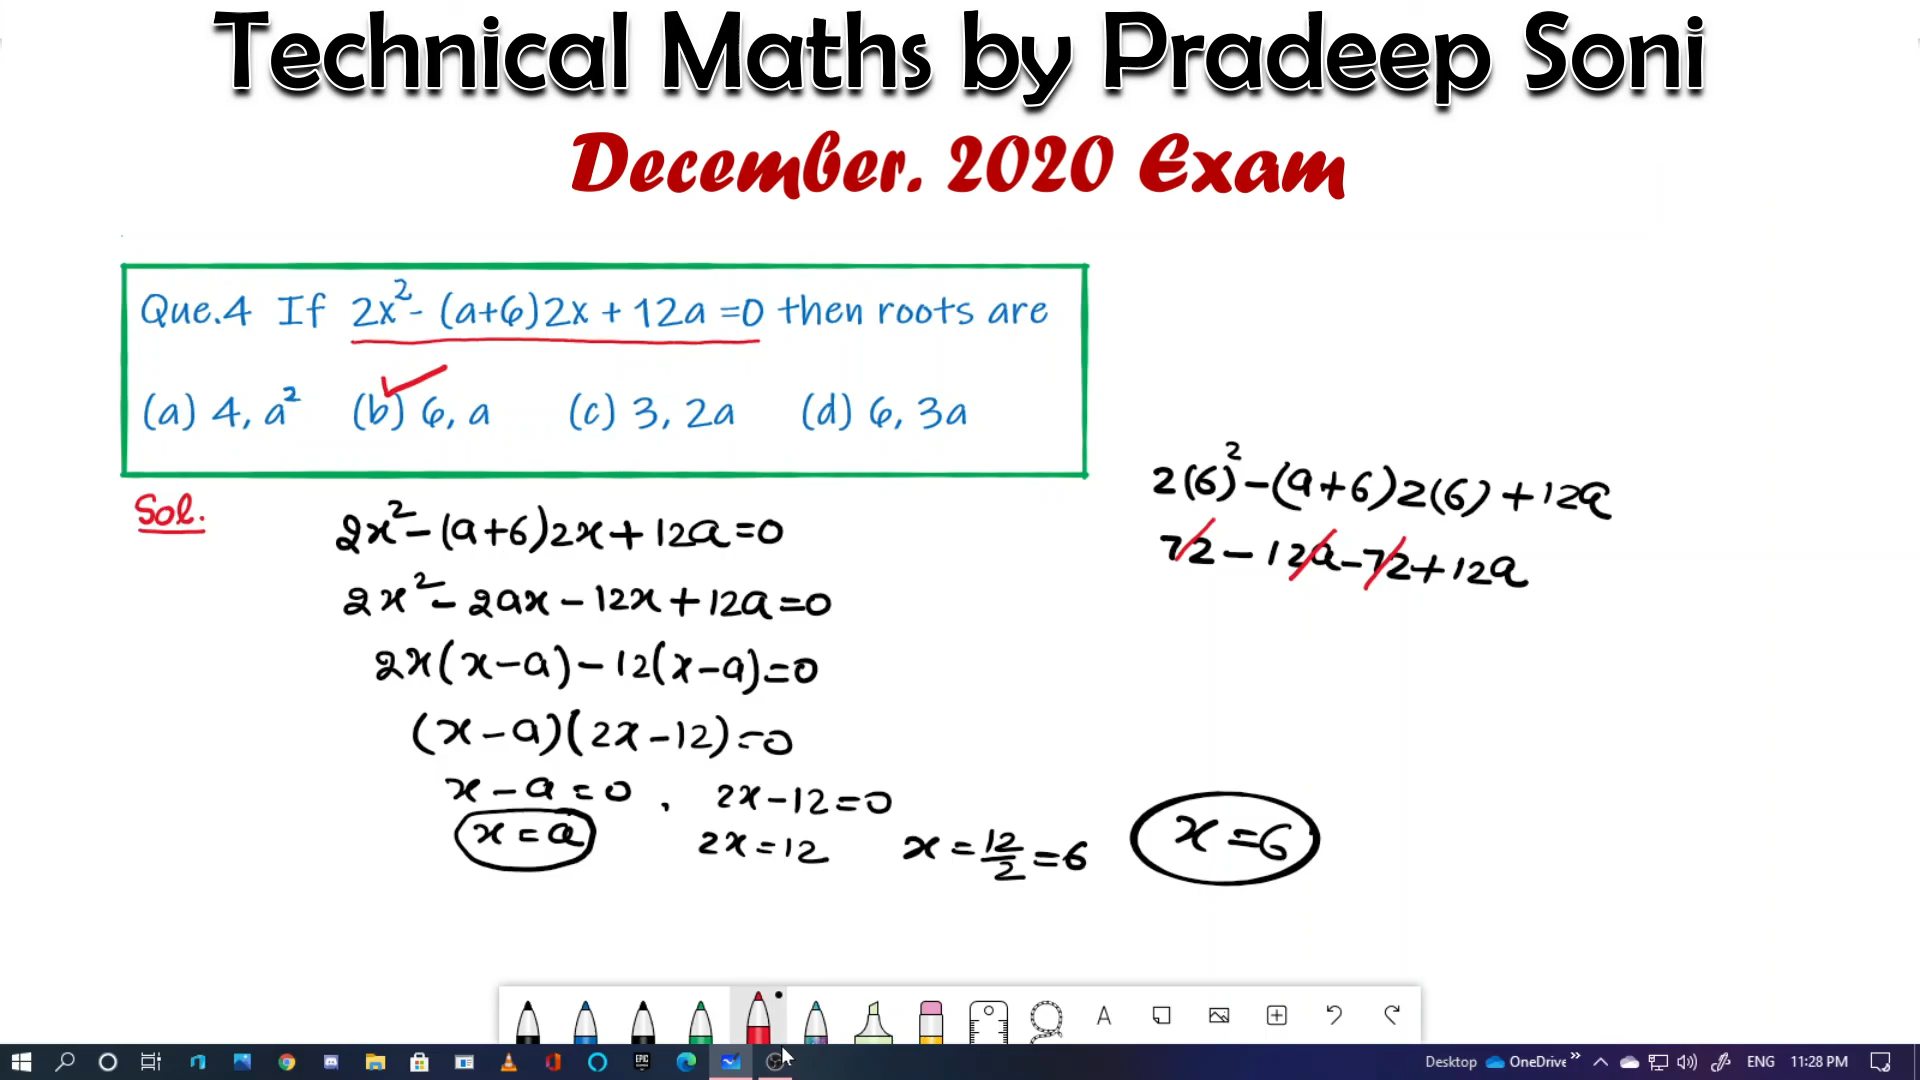 Technical Maths by Pradeep Soni
December. 2020 Exam
Que.4 If 2x² - (a+6)2x + 12a =0 then roots are
(a) 4, a² (b) 6, a (c) 3, 2a (d) 6, 3a
Sol.
2x² - (a+6)2x + 12a = 0
2x² - 2ax - 12x + 12a = 0
2x(x-a) - 12(x-a) = 0
(x-a)(2x-12) = 0
x - a = 0 , 2x - 12 = 0
x = a 2x = 12 x = 12/2 = 6 x = 6
2(6)² - (a+6)2(6) + 12a
72 - 12a - 72 + 12a
A
EPIC
Desktop OneDrive » ENG 11:28 PM